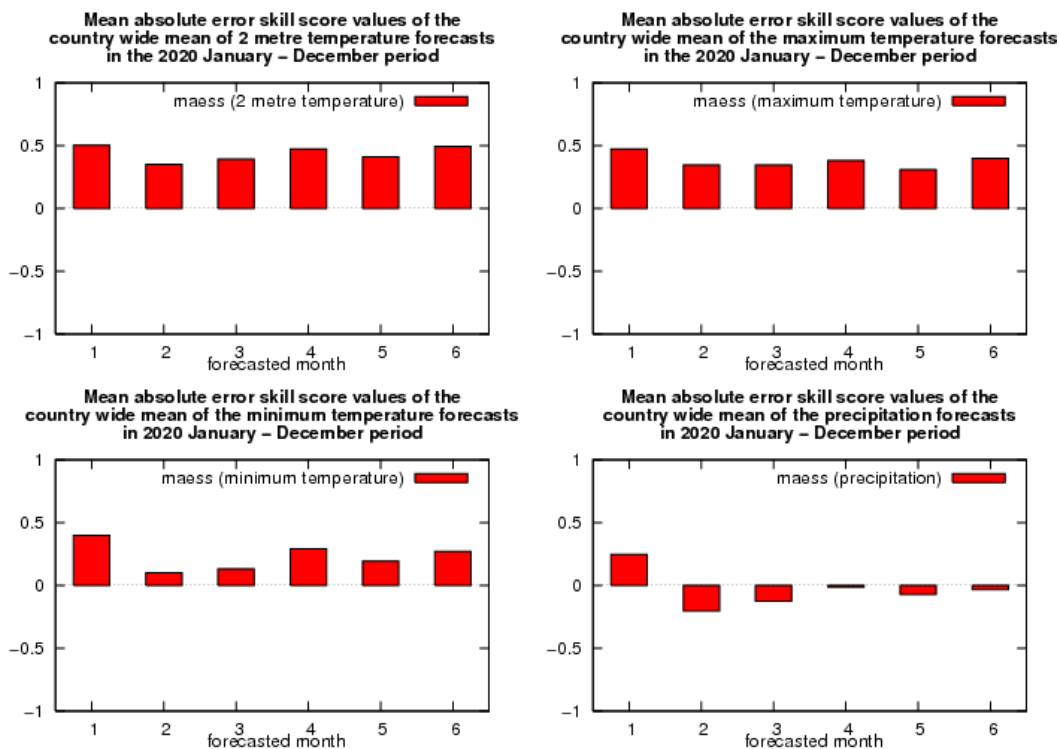 Mean absolute error skill score values of the
country wide mean of 2 metre temperature forecasts
in the 2020 January – December period
maess (2 metre temperature)
1
0.5
0
−0.5
−1
1 2 3 4 5 6
forecasted month
Mean absolute error skill score values of the
country wide mean of the maximum temperature forecasts
in the 2020 January – December period
maess (maximum temperature)
1
0.5
0
−0.5
−1
1 2 3 4 5 6
forecasted month
Mean absolute error skill score values of the
country wide mean of the minimum temperature forecasts
in 2020 January – December period
maess (minimum temperature)
1
0.5
0
−0.5
−1
1 2 3 4 5 6
forecasted month
Mean absolute error skill score values of the
country wide mean of the precipitation forecasts
in 2020 January – December period
maess (precipitation)
1
0.5
0
−0.5
−1
1 2 3 4 5 6
forecasted month